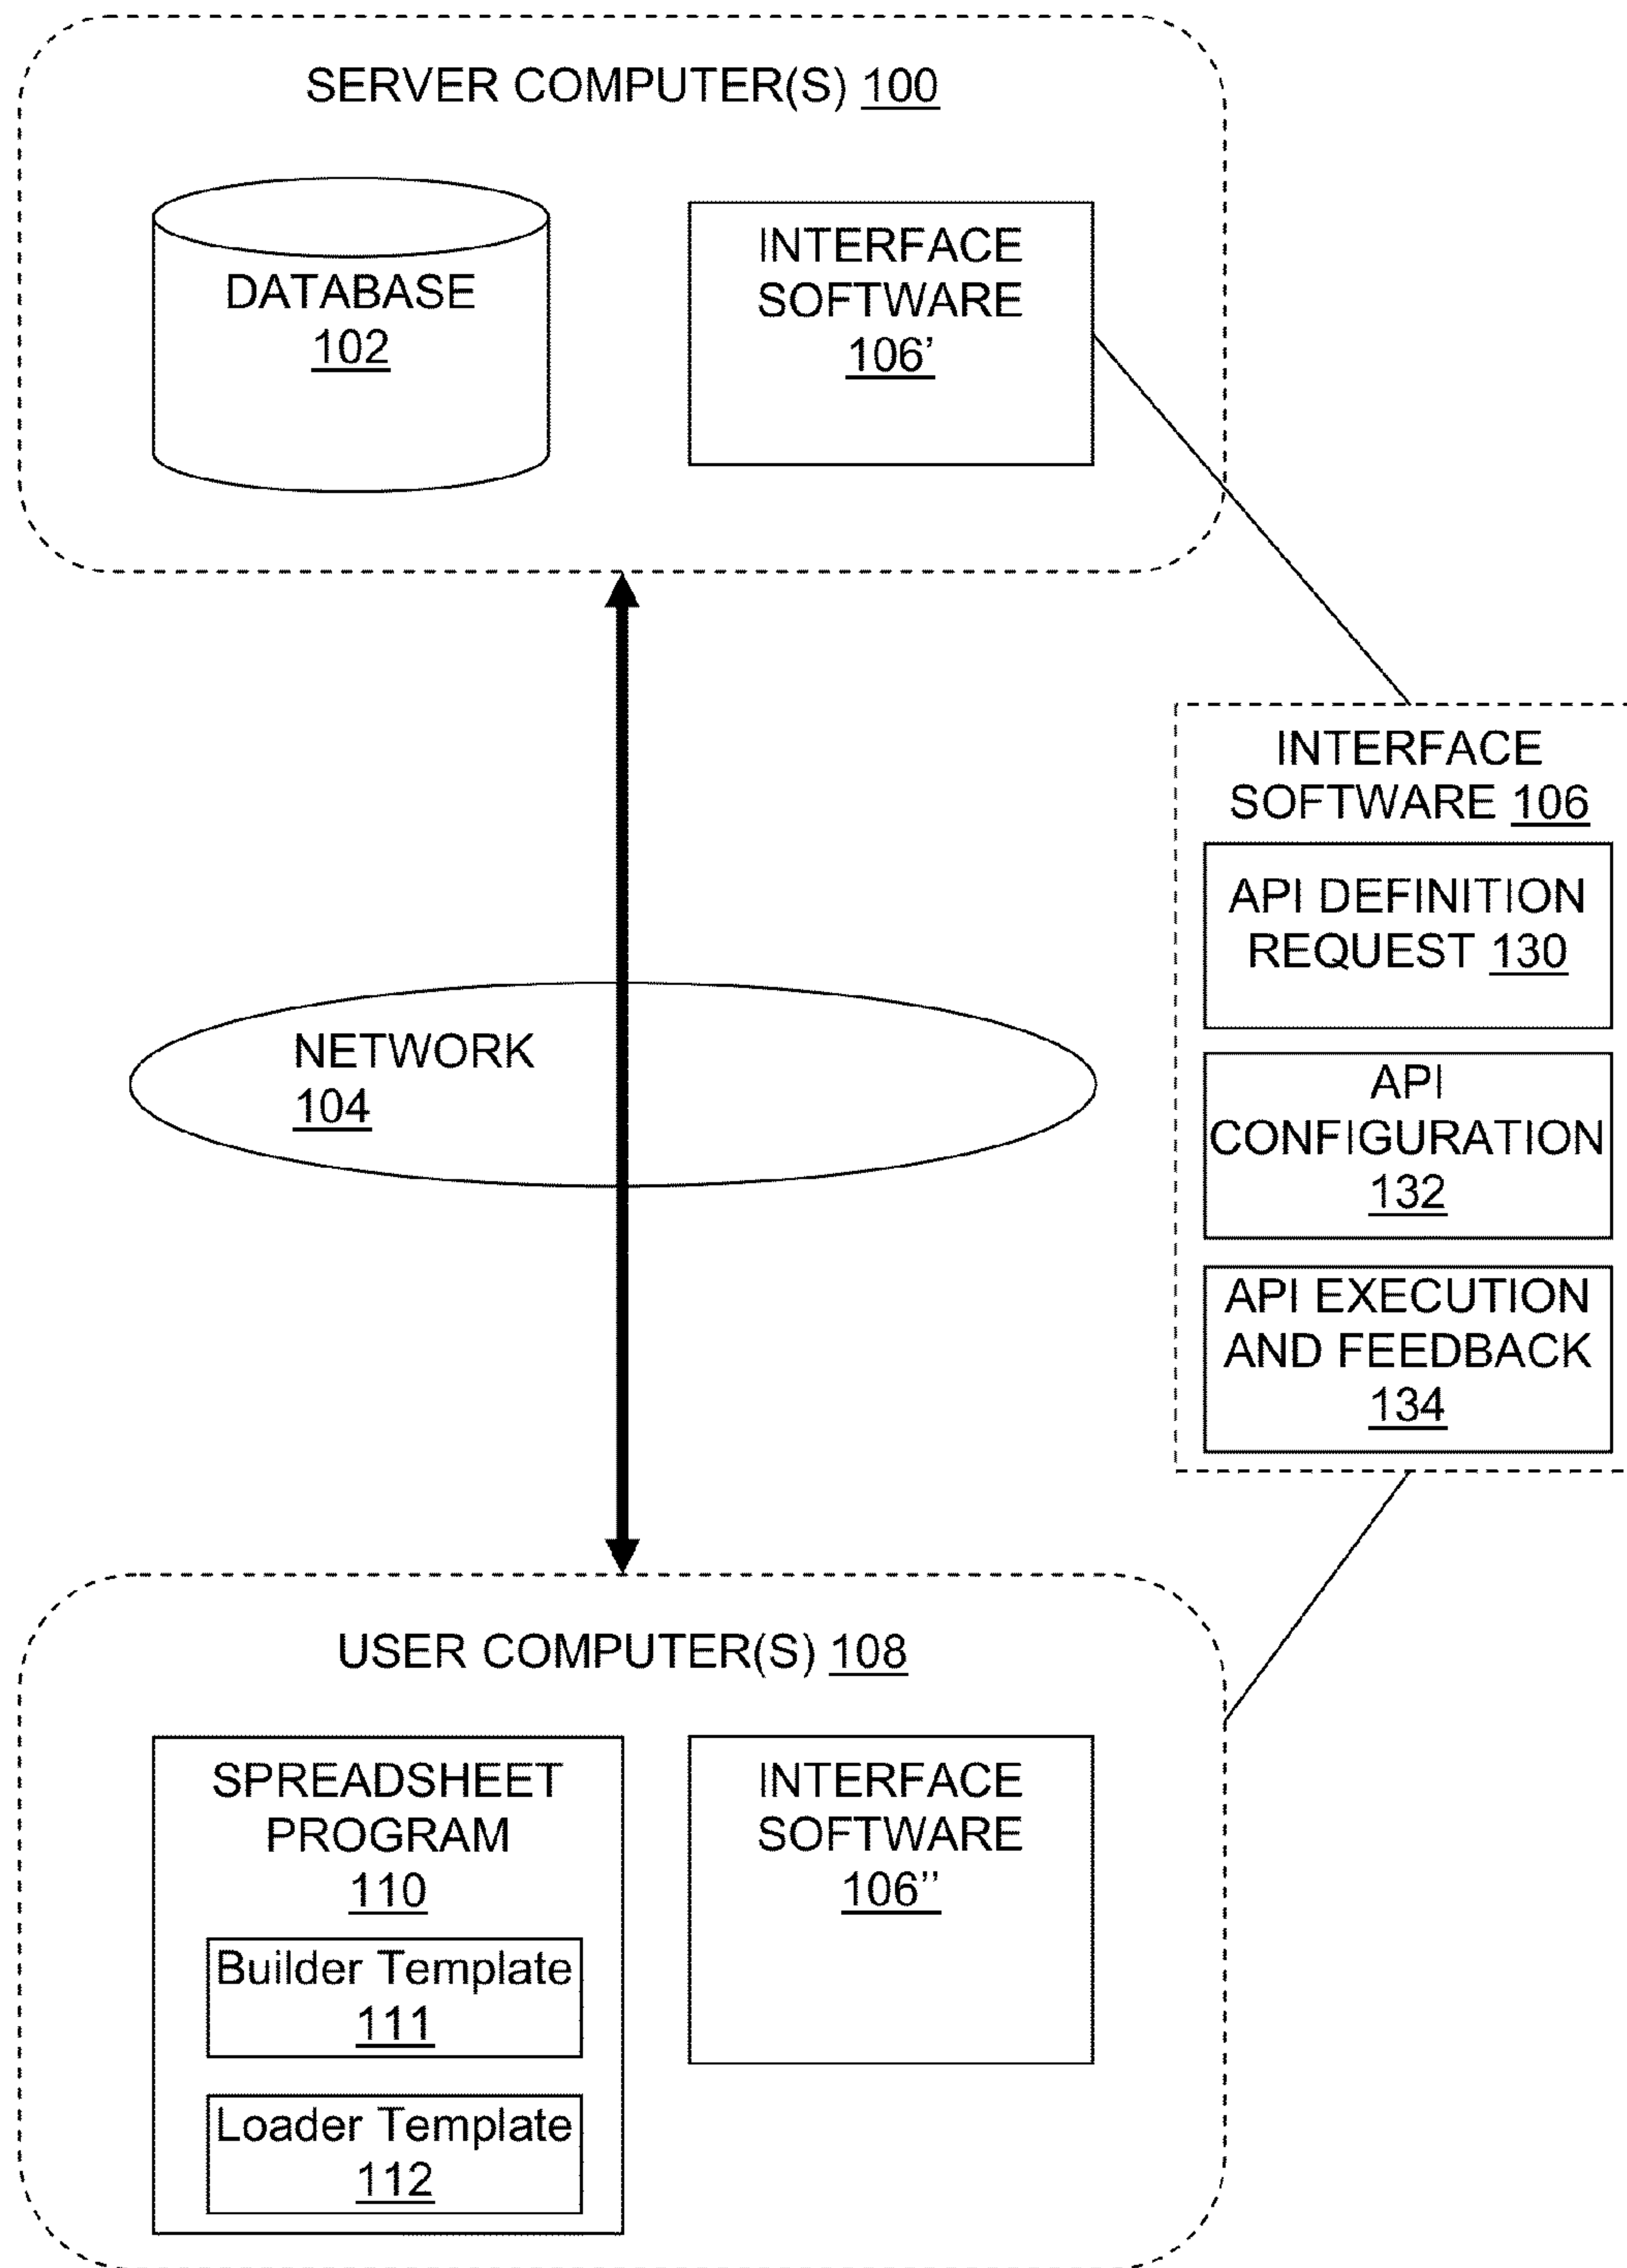 SERVER COMPUTER(S) 100
DATABASE
102
INTERFACE
SOFTWARE
106’
INTERFACE
SOFTWARE 106
API DEFINITION
REQUEST 130
API
CONFIGURATION
132
API EXECUTION
AND FEEDBACK
134
NETWORK
104
USER COMPUTER(S) 108
SPREADSHEET
PROGRAM
110
Builder Template
111
Loader Template
112
INTERFACE
SOFTWARE
106’’